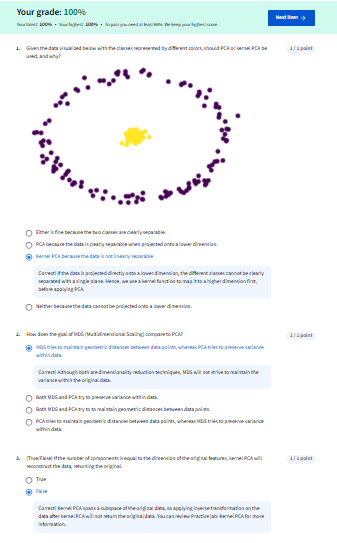 Your grade: 100%
Your latest: 100% • Your highest: 100% • To pass you need at least 80%. We keep your highest score.
Next item →
1. Given the data visualized below with the classes represented by different colors, should PCA or kernel PCA be
used, and why?
1 / 1 point
Either is fine because the two classes are clearly separable.
PCA because the data is clearly separable when projected onto a lower dimension.
Kernel PCA because the data is not linearly separable.
Correct! If the data is projected directly onto a lower dimension, the different classes cannot be clearly
separated with a single plane. Hence, we use a kernel function to map it to a higher dimension first,
before applying PCA.
Neither because the data cannot be projected onto a lower dimension.
2. How does the goal of MDS (Multidimensional Scaling) compare to PCA?
1 / 1 point
MDS tries to maintain geometric distances between data points, whereas PCA tries to preserve variance
within data.
Correct! Although both are dimensionality reduction techniques, MDS will not strive to maintain the
variance within the original data.
Both MDS and PCA try to preserve variance within data.
Both MDS and PCA try to to maintain geometric distances between data points.
PCA tries to maintain geometric distances between data points, whereas MDS tries to preserve variance
within data.
3. (True/False) If the number of components is equal to the dimension of the original features, kernel PCA will
reconstruct the data, returning the original.
1 / 1 point
True
False
Correct! Kernel PCA spans a subspace of the original data, so applying inverse transformation on the
data after kernel PCA will not return the original data. You can review Practice lab: Kernel PCA for more
information.